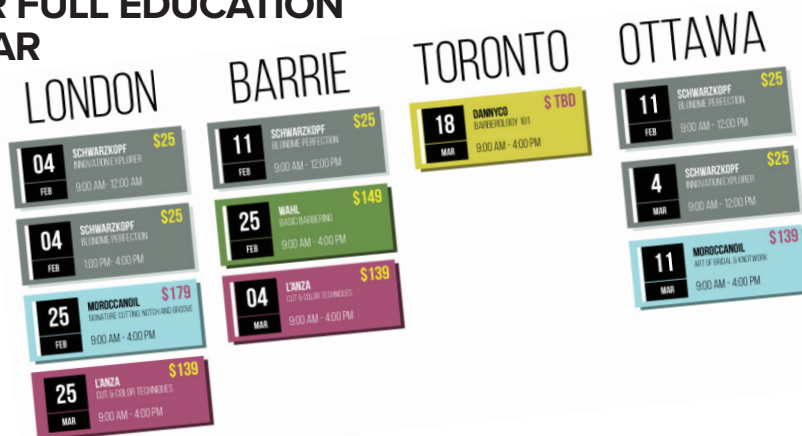 R FULL EDUCATION
AR
LONDON
04
FEB
SCHWARZKOPF
INNOVATION EXPLORER
$25
9:00 AM- 12:00 AM
04
FEB
SCHWARZKOPF
BLONDME PERFECTION
$25
1:00 PM- 4:00 PM
25
FEB
MOROCCANOIL
SIGNATURE CUTTING: NOTCH AND GROOVE
$179
9:00 AM - 4:00 PM
25
MAR
L'ANZA
CUT & COLOR TECHNIQUES
$139
9:00 AM - 4:00 PM
BARRIE
11
FEB
SCHWARZKOPF
BLONDME PERFECTION
$25
9:00 AM - 12:00 PM
25
FEB
WAHL
BASIC BARBERING
$149
9:00 AM - 4:00 PM
04
MAR
L'ANZA
CUT & COLOR TECHNIQUES
$139
9:00 AM - 4:00 PM
TORONTO
18
MAR
DANNYCO
BARBEROLOGY 101
$ TBD
9:00 AM - 4:00 PM
OTTAWA
11
FEB
SCHWARZKOPF
BLONDME PERFECTION
$25
9:00 AM - 12:00 PM
4
MAR
SCHWARZKOPF
INNOVATION EXPLORER
$25
9:00 AM - 12:00 PM
11
MAR
MOROCCANOIL
ART OF BRIDAL & KNOTWORK
$139
9:00 AM - 4:00 PM